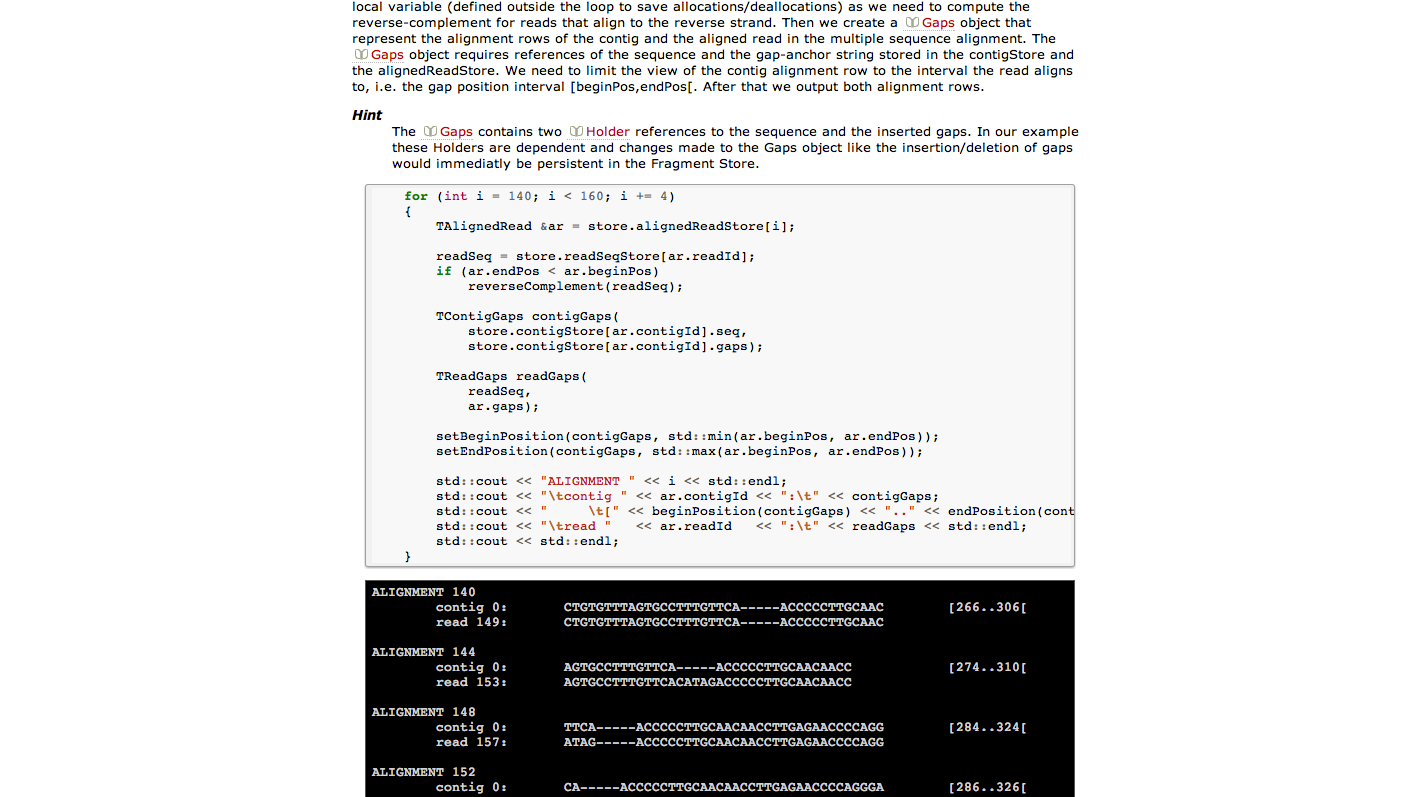 local variable (defined outside the loop to save allocations/deallocations) as we need to compute the
reverse-complement for reads that align to the reverse strand. Then we create a Gaps object that
represent the alignment rows of the contig and the aligned read in the multiple sequence alignment. The
Gaps object requires references of the sequence and the gap-anchor string stored in the contigStore and
the alignedReadStore. We need to limit the view of the contig alignment row to the interval the read aligns
to, i.e. the gap position interval [beginPos,endPos[. After that we output both alignment rows.
Hint
The Gaps contains two Holder references to the sequence and the inserted gaps. In our example
these Holders are dependent and changes made to the Gaps object like the insertion/deletion of gaps
would immediatly be persistent in the Fragment Store.
for (int i = 140; i < 160; i += 4)
{
    TAlignedRead &ar = store.alignedReadStore[i];
    readSeq = store.readSeqStore[ar.readId];
    if (ar.endPos < ar.beginPos)
        reverseComplement(readSeq);
    TContigGaps contigGaps(
        store.contigStore[ar.contigId].seq,
        store.contigStore[ar.contigId].gaps);
    TReadGaps readGaps(
        readSeq,
        ar.gaps);
    setBeginPosition(contigGaps, std::min(ar.beginPos, ar.endPos));
    setEndPosition(contigGaps, std::max(ar.beginPos, ar.endPos));
    std::cout << "ALIGNMENT " << i << std::endl;
    std::cout << "\tcontig " << ar.contigId << ":\t" << contigGaps;
    std::cout << "     \t[" << beginPosition(contigGaps) << ".." << endPosition(cont
    std::cout << "\tread "   << ar.readId   << ":\t" << readGaps << std::endl;
    std::cout << std::endl;
}
ALIGNMENT 140
contig 0: CTGTGTTTAGTGCCTTTGTTCA-----ACCCCCTTGCAAC [266..306[
read 149: CTGTGTTTAGTGCCTTTGTTCA-----ACCCCCTTGCAAC
ALIGNMENT 144
contig 0: AGTGCCTTTGTTCA-----ACCCCCTTGCAACAACC [274..310[
read 153: AGTGCCTTTGTTCACATAGACCCCCTTGCAACAACC
ALIGNMENT 148
contig 0: TTCA-----ACCCCCTTGCAACAACCTTGAGAACCCCAGG [284..324[
read 157: ATAG-----ACCCCCTTGCAACAACCTTGAGAACCCCAGG
ALIGNMENT 152
contig 0: CA-----ACCCCCTTGCAACAACCTTGAGAACCCCAGGGA [286..326[